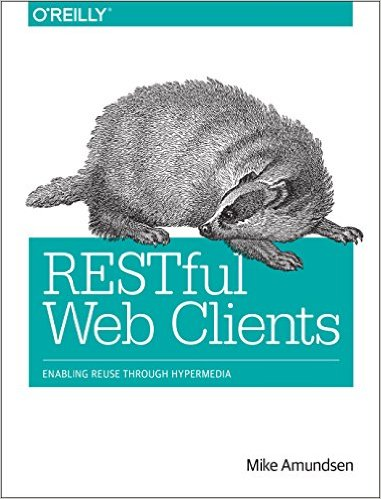 O'REILLY®
RESTful
Web Clients
ENABLING REUSE THROUGH HYPERMEDIA
Mike Amundsen